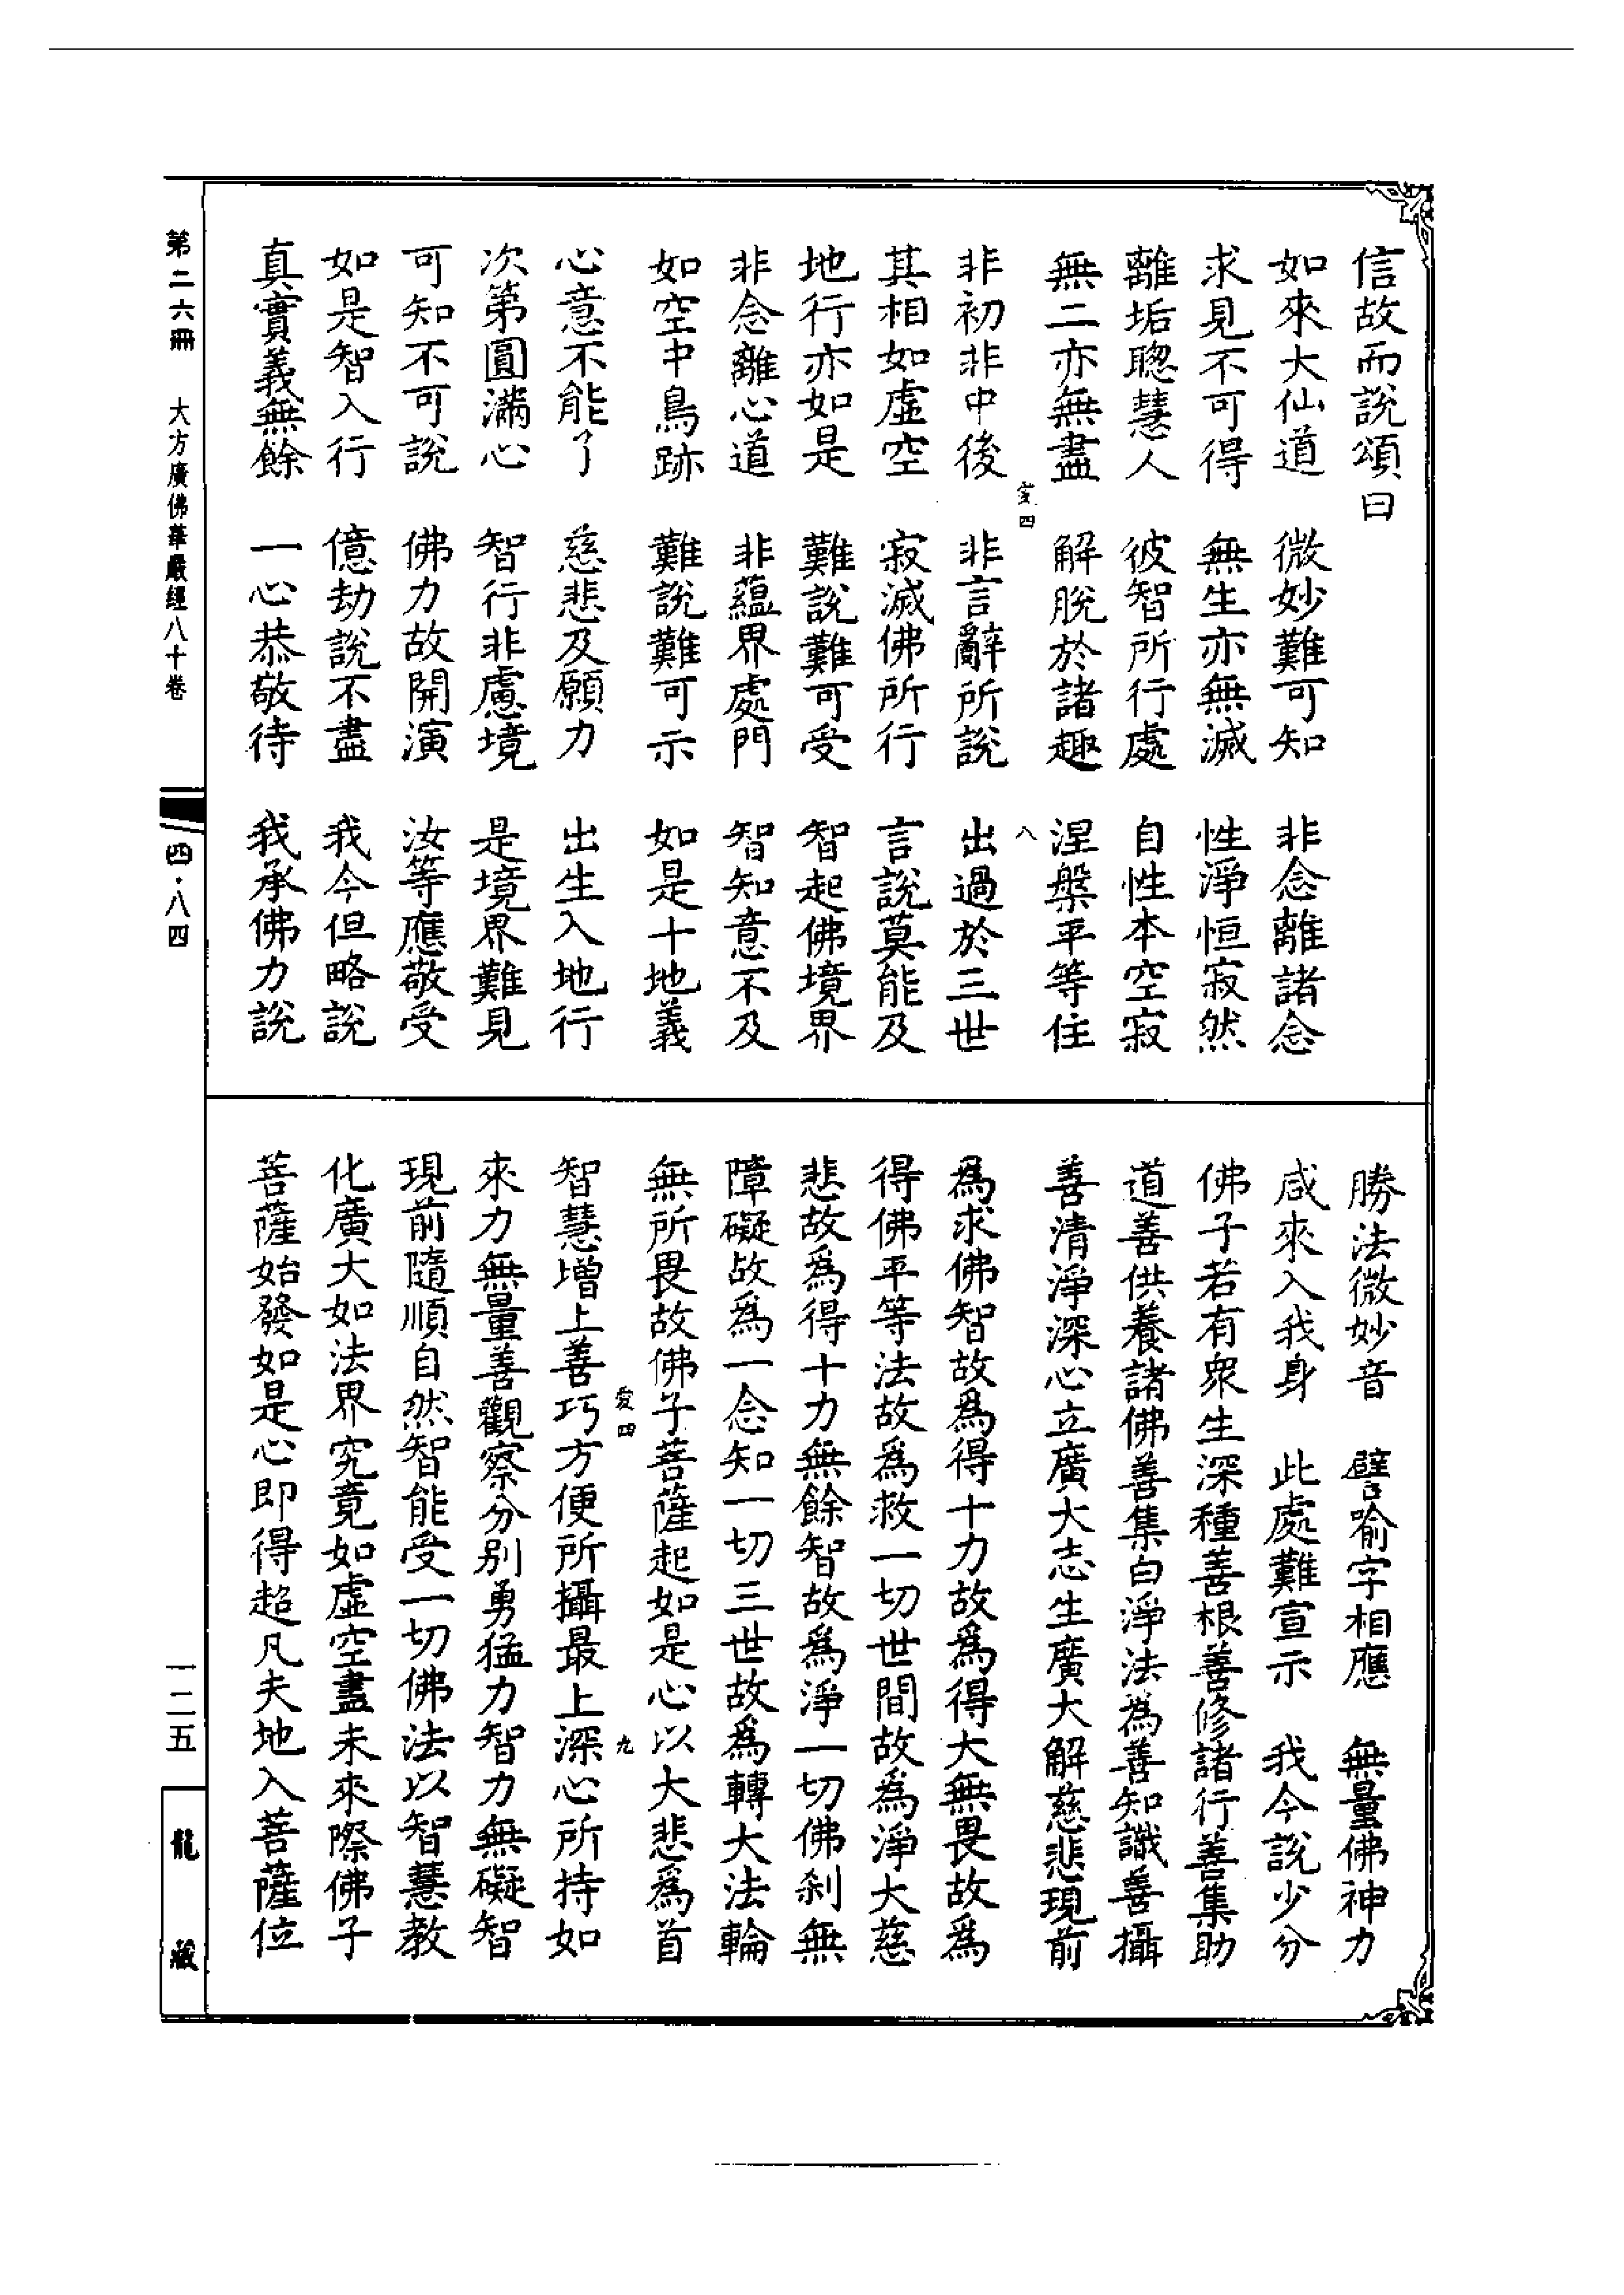 信故而說頌曰
如來大仙道　微妙難可知　非念離諸念
求見不可得　無生亦無滅　性淨恒寂然
離垢聰慧人　彼智所行處　自性本空寂
無二亦無盡　解脫於諸趣　涅槃平等住
愛四　八
非初非中後　非言辭所說　出過於三世
其相如虛空　寂滅佛所行　言說莫能及
地行亦如是　難說難可受　智起佛境界
非念離心道　非蘊界處門　智知意不及
如空中鳥跡　難說難可示　如是十地義
心意不能了　慈悲及願力　出生入地行
次第圓滿心　智行非慮境　是境界難見
可知不可說　佛力故開演　汝等應敬受
如是智入行　億劫說不盡　我今但略說
真實義無餘　一心恭敬待　我承佛力說
勝法微妙音　譬喻字相應　無量佛神力
咸來入我身　此處難宣示　我今說少分
佛子若有衆生深種善根善修諸行善集助
道善供養諸佛善集白淨法為善知識善攝
善清淨深心立廣大志生廣大解慈悲現前
為求佛智故為得十力故為得大無畏故為
得佛平等法故為救一切世間故為淨大慈
悲故為得十力無餘智故為淨一切佛剎無
障礙故為一念知一切三世故為轉大法輪
無所畏故佛子菩薩起如是心以大悲為首
愛四　九
智慧增上善巧方便所攝最上深心所持如
來力無量善觀察分別勇猛力智力無礙智
現前隨順自然智能受一切佛法以智慧教
化廣大如法界究竟如虛空盡未來際佛子
菩薩始發如是心即得超凡夫地入菩薩位
第二六冊　大方廣佛華嚴經八十卷　四·八四　一二五　龍藏